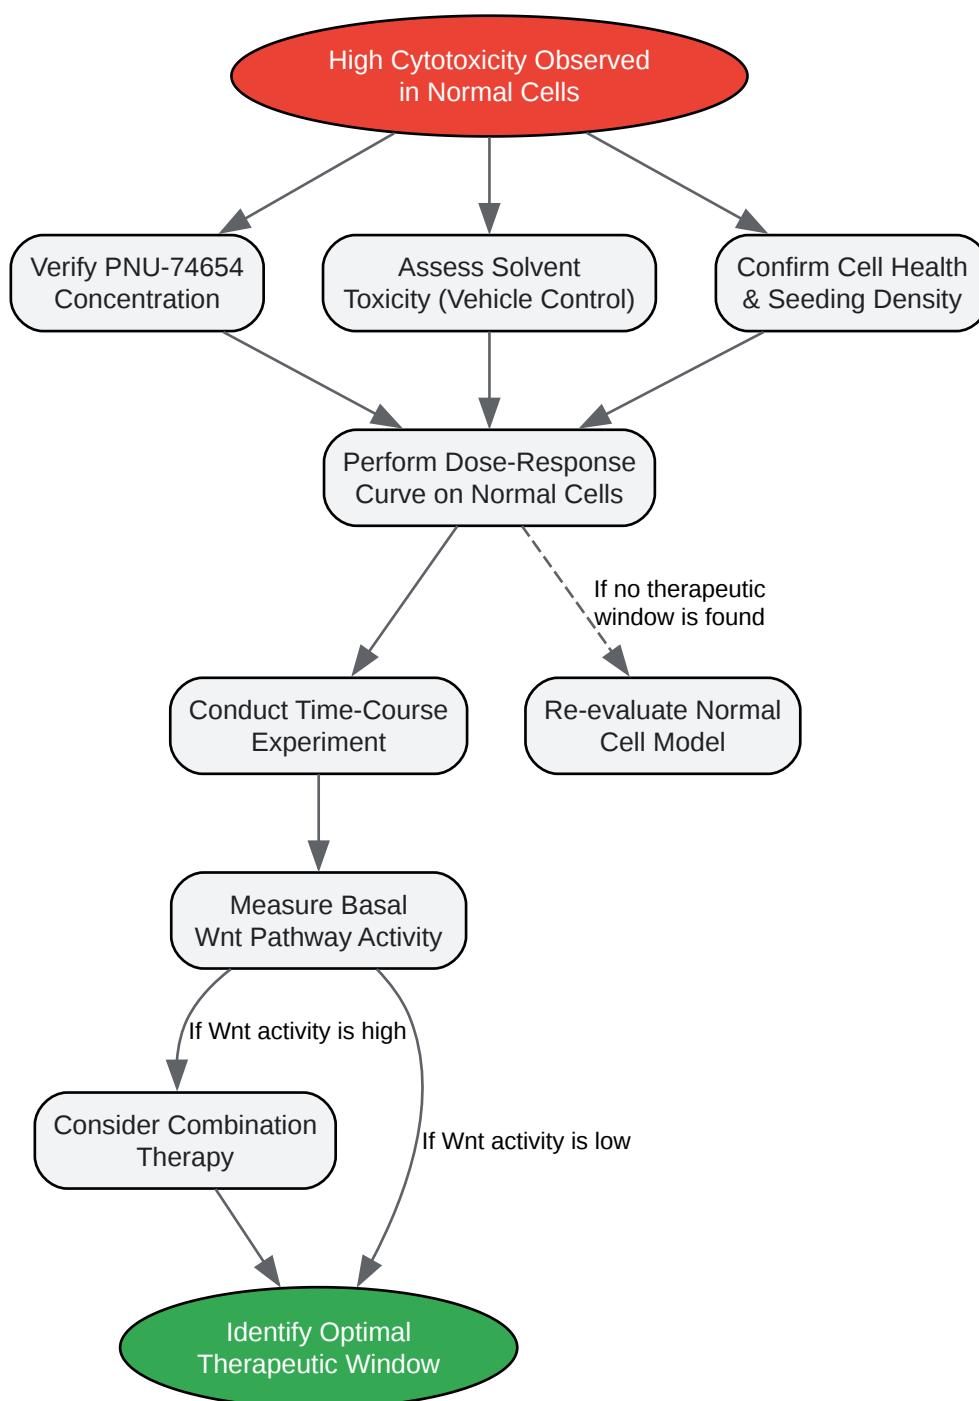 High Cytotoxicity Observed
in Normal Cells
Verify PNU-74654
Concentration
Assess Solvent
Toxicity (Vehicle Control)
Confirm Cell Health
& Seeding Density
Perform Dose-Response
Curve on Normal Cells
If no therapeutic
window is found
Conduct Time-Course
Experiment
Re-evaluate Normal
Cell Model
Measure Basal
Wnt Pathway Activity
If Wnt activity is high
Consider Combination
Therapy
If Wnt activity is low
Identify Optimal
Therapeutic Window